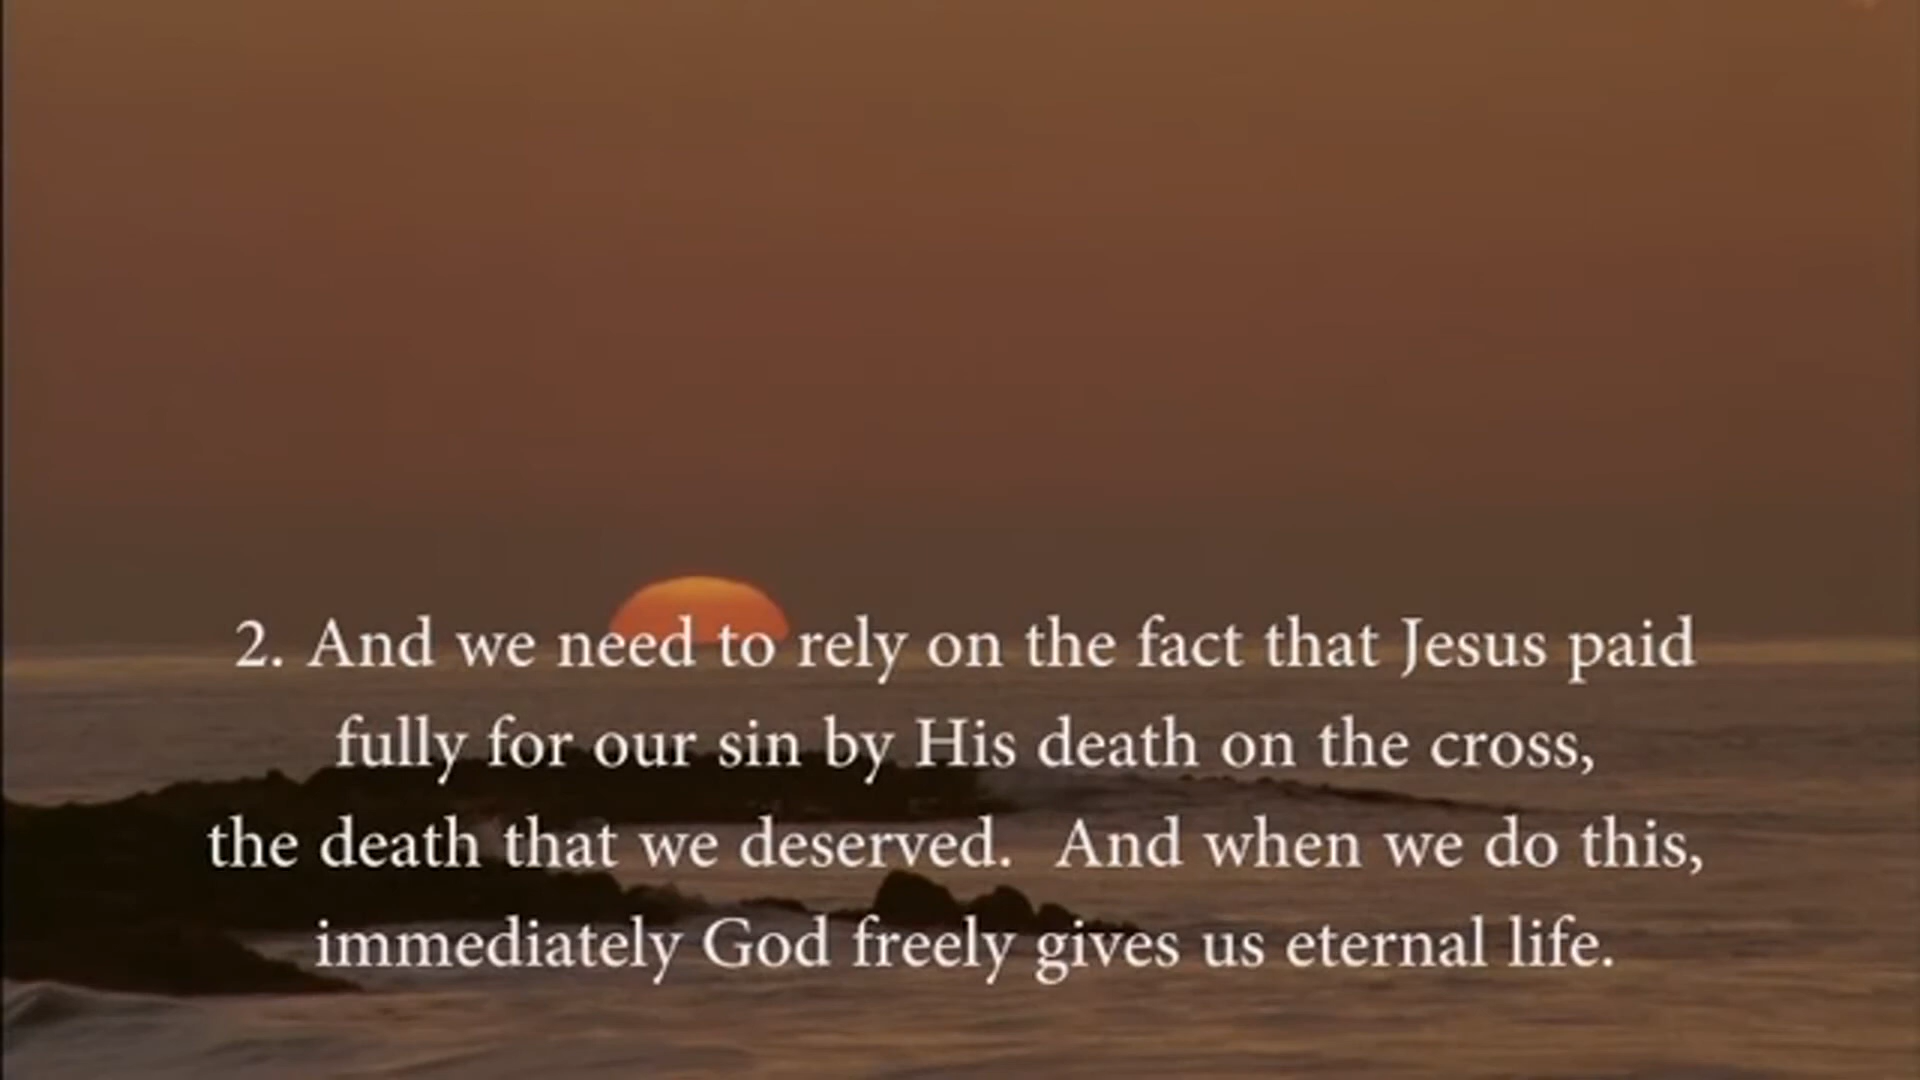 2. And we need to rely on the fact that Jesus paid
fully for our sin by His death on the cross,
the death that we deserved.  And when we do this,
immediately God freely gives us eternal life.